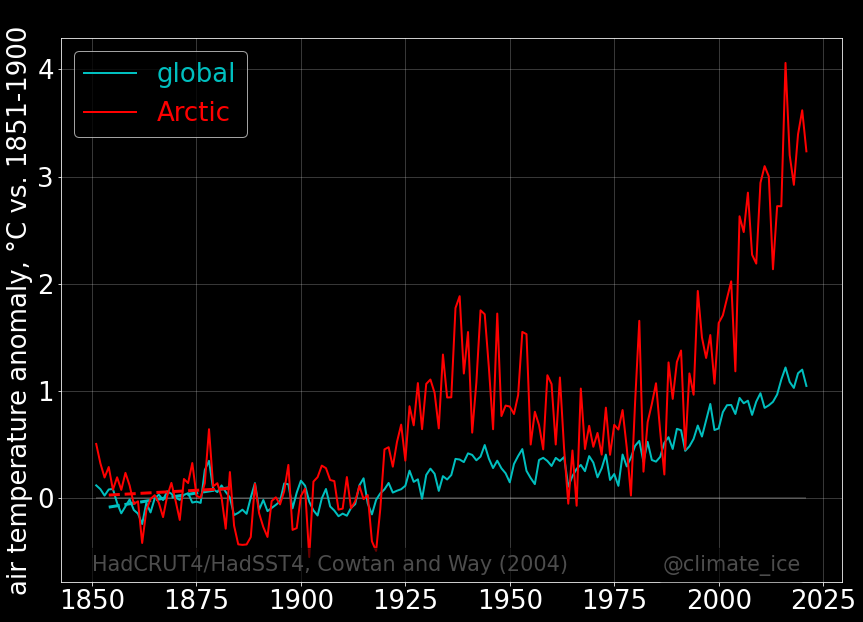 air temperature anomaly, °C vs. 1851-1900
global
Arctic
4
3
2
1
0
HadCRUT4/HadSST4, Cowtan and Way (2004)
@climate_ice
1850
1875
1900
1925
1950
1975
2000
2025